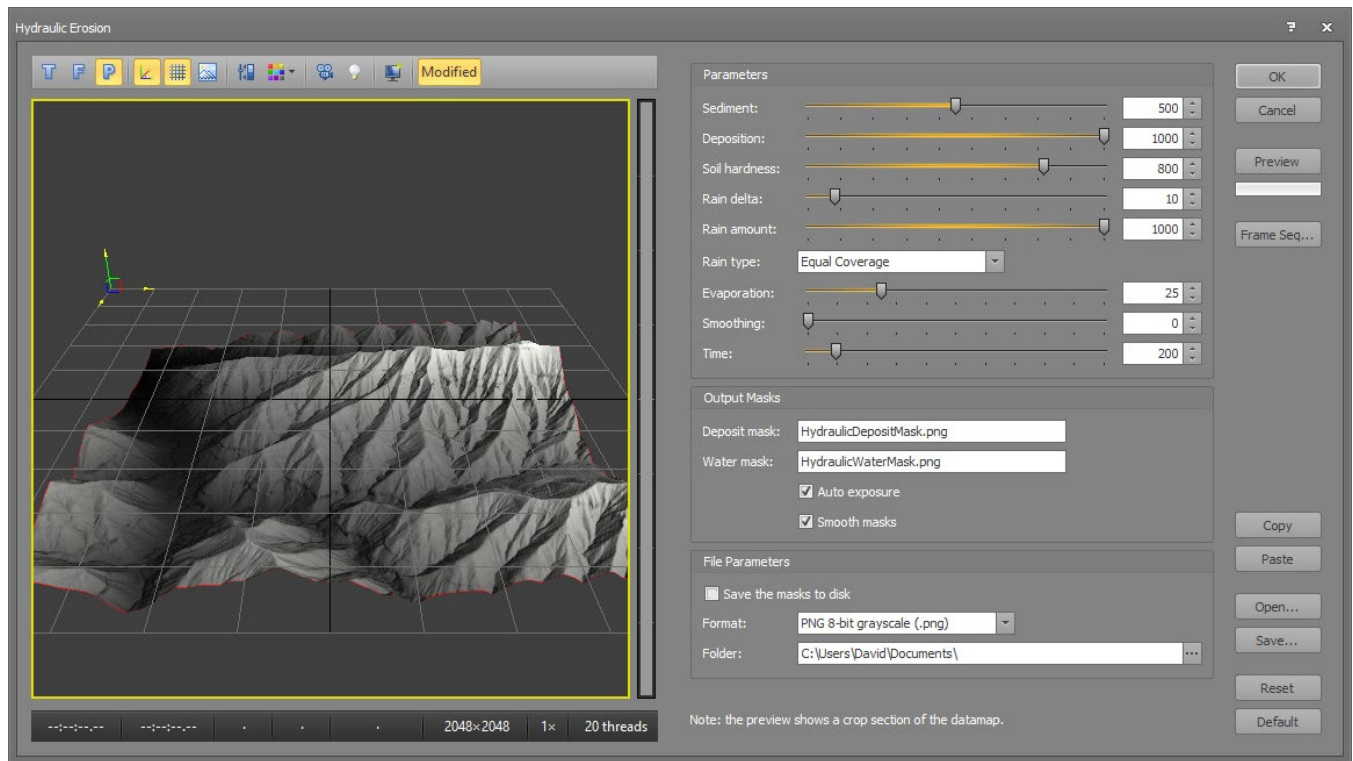 Hydraulic Erosion
T F P Modified
Parameters
Sediment: 500
Deposition: 1000
Soil hardness: 800
Rain delta: 10
Rain amount: 1000
Rain type: Equal Coverage
Evaporation: 25
Smoothing: 0
Time: 200
Output Masks
Deposit mask: HydraulicDepositMask.png
Water mask: HydraulicWaterMask.png
Auto exposure
Smooth masks
File Parameters
Save the masks to disk
Format: PNG 8-bit grayscale (.png)
Folder: C:\Users\David\Documents\ ...
Note: the preview shows a crop section of the datamap.
OK
Cancel
Preview
Frame Seq...
Copy
Paste
Open...
Save...
Reset
Default
--:--:--.-- --:--:--.-- . . . 2048×2048 1× 20 threads